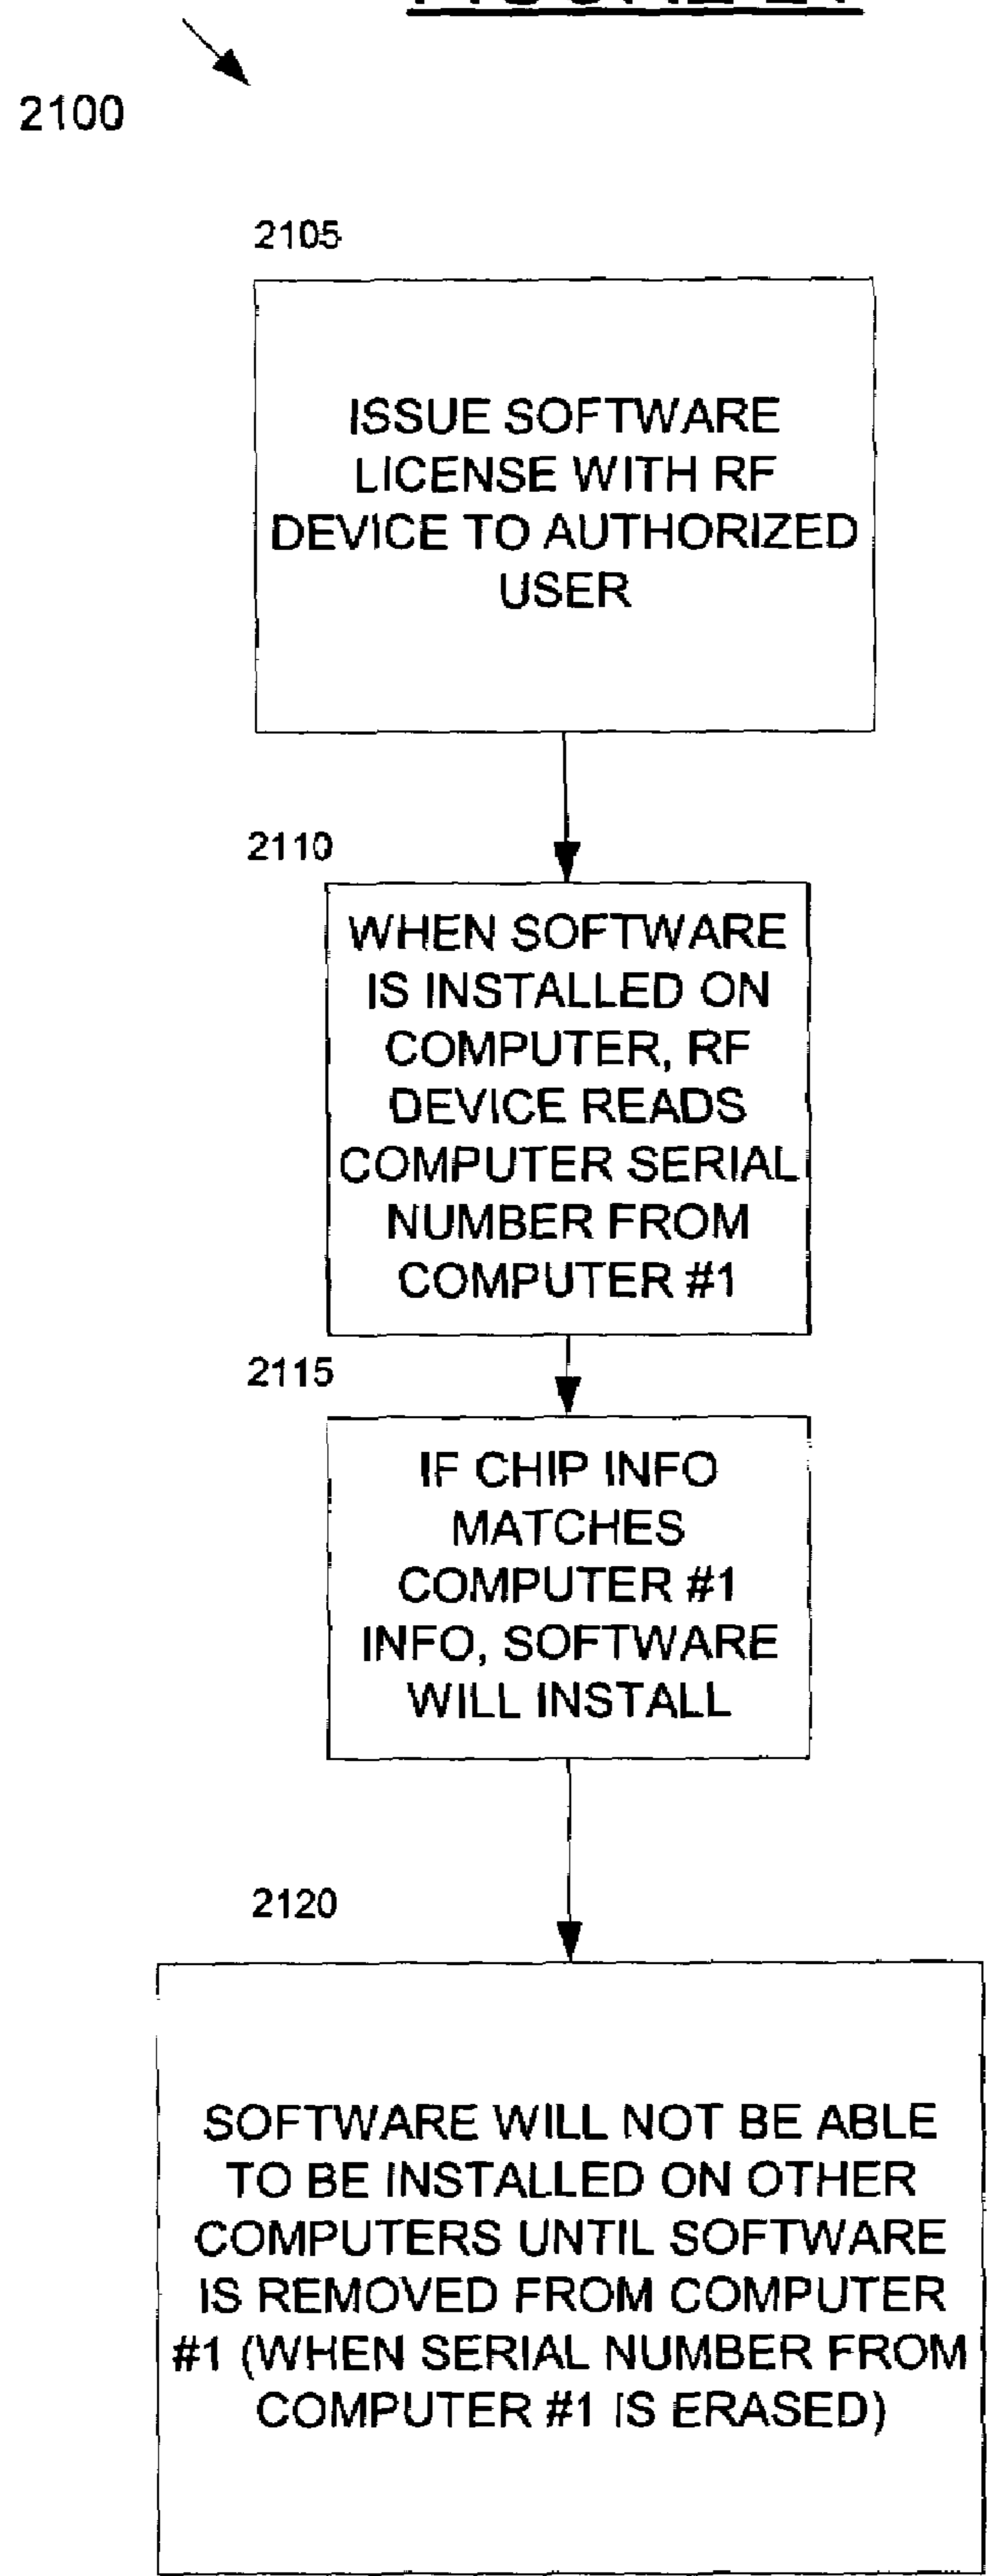 2100
2105
ISSUE SOFTWARE
LICENSE WITH RF
DEVICE TO AUTHORIZED
USER
2110
WHEN SOFTWARE
IS INSTALLED ON
COMPUTER, RF
DEVICE READS
COMPUTER SERIAL
NUMBER FROM
COMPUTER #1
2115
IF CHIP INFO
MATCHES
COMPUTER #1
INFO, SOFTWARE
WILL INSTALL
2120
SOFTWARE WILL NOT BE ABLE
TO BE INSTALLED ON OTHER
COMPUTERS UNTIL SOFTWARE
IS REMOVED FROM COMPUTER
#1 (WHEN SERIAL NUMBER FROM
COMPUTER #1 IS ERASED)